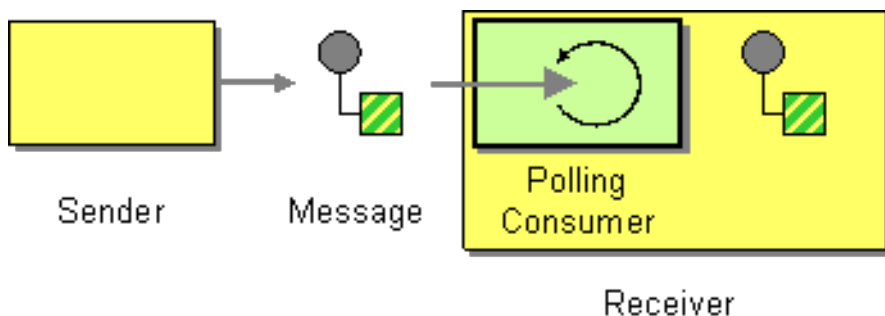 Sender
Message
Polling
Consumer
Receiver